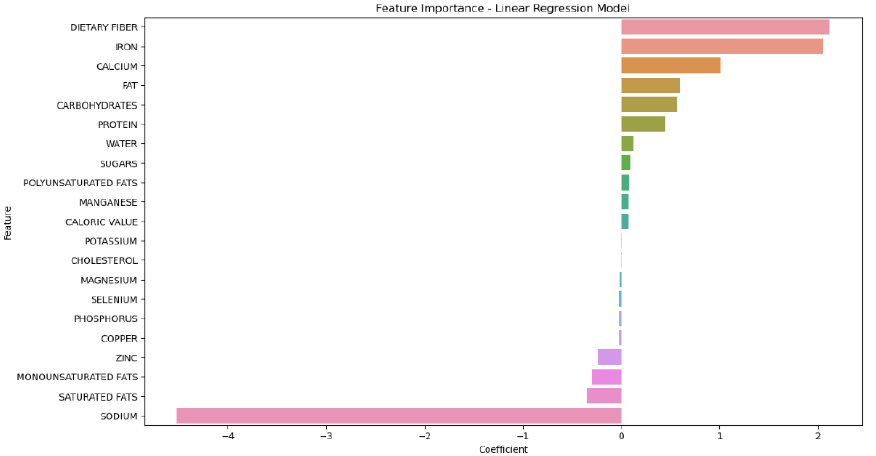 Feature Importance - Linear Regression Model
DIETARY FIBER
IRON
CALCIUM
FAT
CARBOHYDRATES
PROTEIN
WATER
SUGARS
POLYUNSATURATED FATS
MANGANESE
CALORIC VALUE
POTASSIUM
CHOLESTEROL
MAGNESIUM
SELENIUM
PHOSPHORUS
COPPER
ZINC
MONOUNSATURATED FATS
SATURATED FATS
SODIUM
Feature
−4 −3 −2 −1 0 1 2
Coefficient